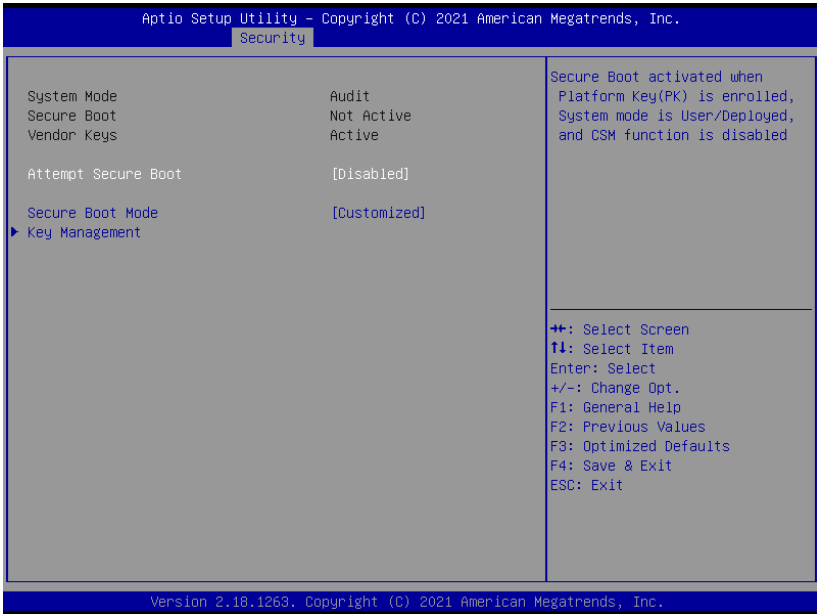 Aptio Setup Utility – Copyright (C) 2021 American Megatrends, Inc.
Security
System Mode Audit
Secure Boot Not Active
Vendor Keys Active
Attempt Secure Boot [Disabled]
Secure Boot Mode [Customized]
Key Management
Secure Boot activated when
Platform Key(PK) is enrolled,
System mode is User/Deployed,
and CSM function is disabled
→←: Select Screen
↑↓: Select Item
Enter: Select
+/-: Change Opt.
F1: General Help
F2: Previous Values
F3: Optimized Defaults
F4: Save & Exit
ESC: Exit
Version 2.18.1263. Copyright (C) 2021 American Megatrends, Inc.